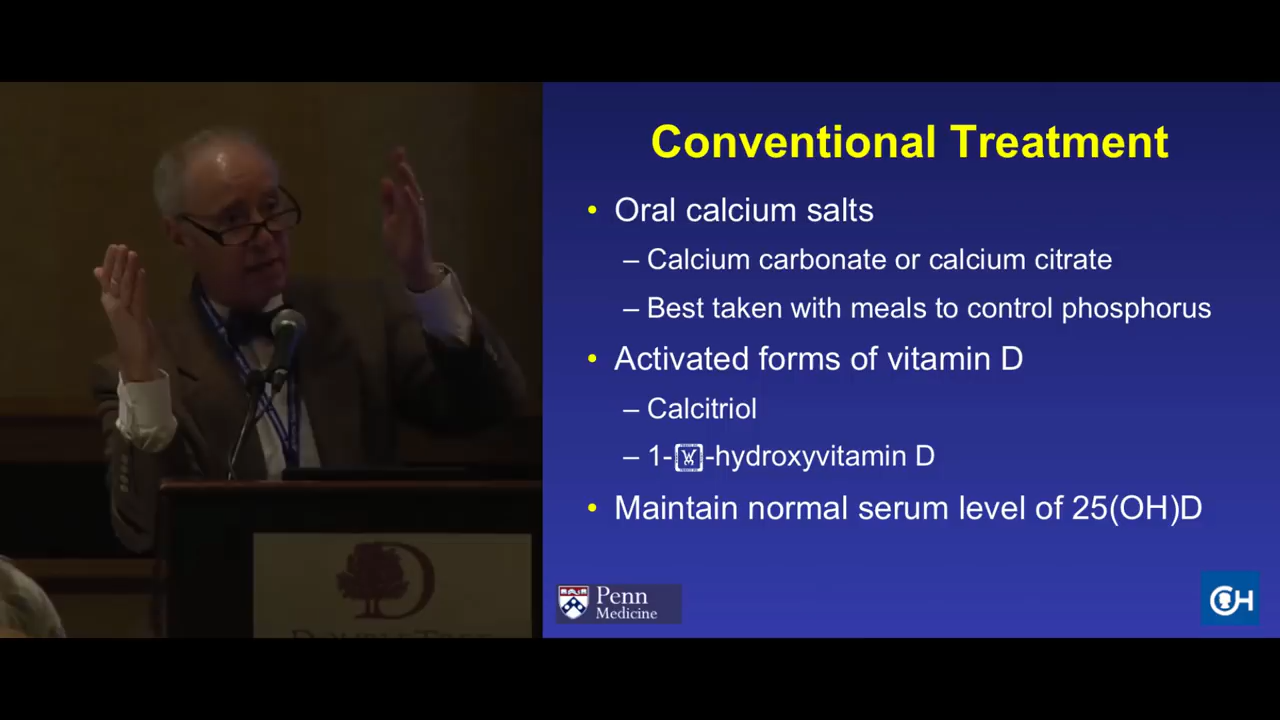 Conventional Treatment
• Oral calcium salts
– Calcium carbonate or calcium citrate
– Best taken with meals to control phosphorus
• Activated forms of vitamin D
– Calcitriol
– 1- -hydroxyvitamin D
• Maintain normal serum level of 25(OH)D
Penn
Medicine
D
DOUBLETREE